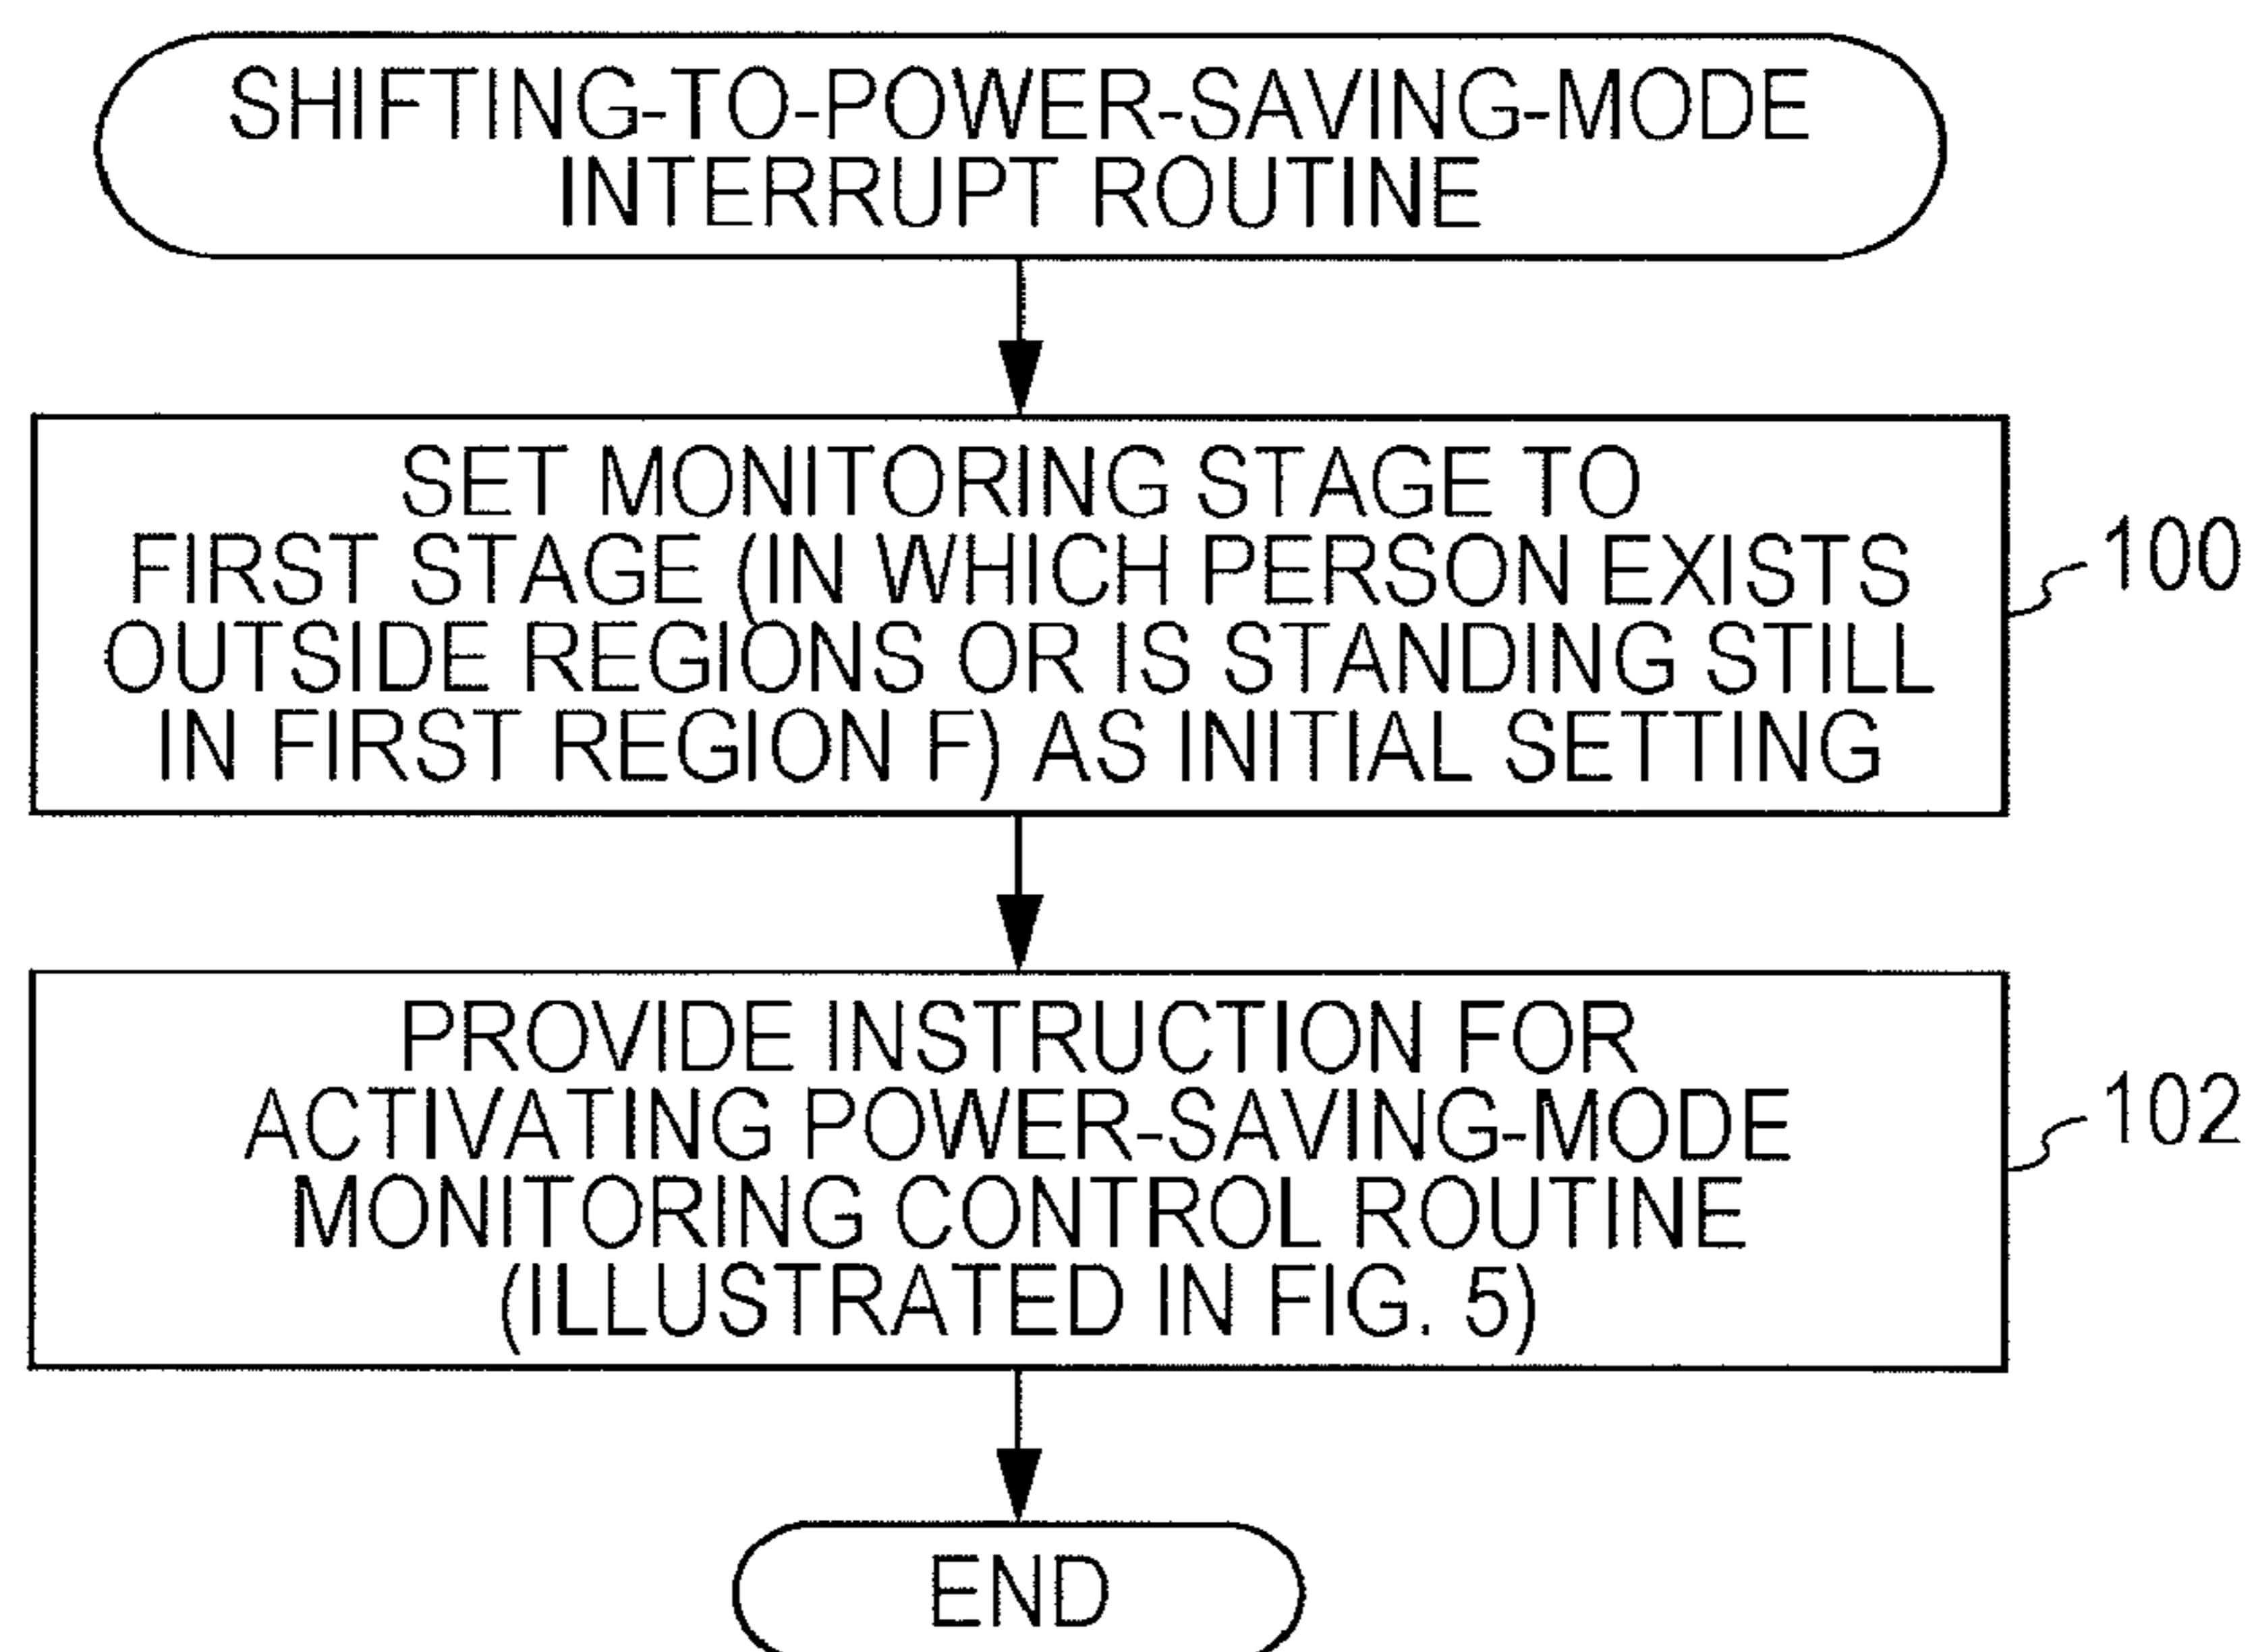 SHIFTING-TO-POWER-SAVING-MODE
INTERRUPT ROUTINE
SET MONITORING STAGE TO
FIRST STAGE (IN WHICH PERSON EXISTS
OUTSIDE REGIONS OR IS STANDING STILL
IN FIRST REGION F) AS INITIAL SETTING
100
PROVIDE INSTRUCTION FOR
ACTIVATING POWER-SAVING-MODE
MONITORING CONTROL ROUTINE
(ILLUSTRATED IN FIG. 5)
102
END